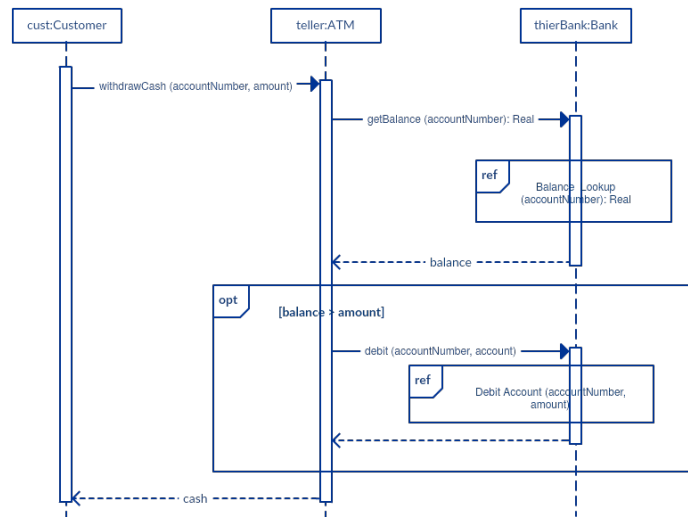 cust:Customer
teller:ATM
thierBank:Bank
withdrawCash (accountNumber, amount)
getBalance (accountNumber): Real
ref
Balance Lookup
(accountNumber): Real
balance
opt
[balance > amount]
debit (accountNumber, account)
ref
Debit Account (accountNumber,
amount)
cash